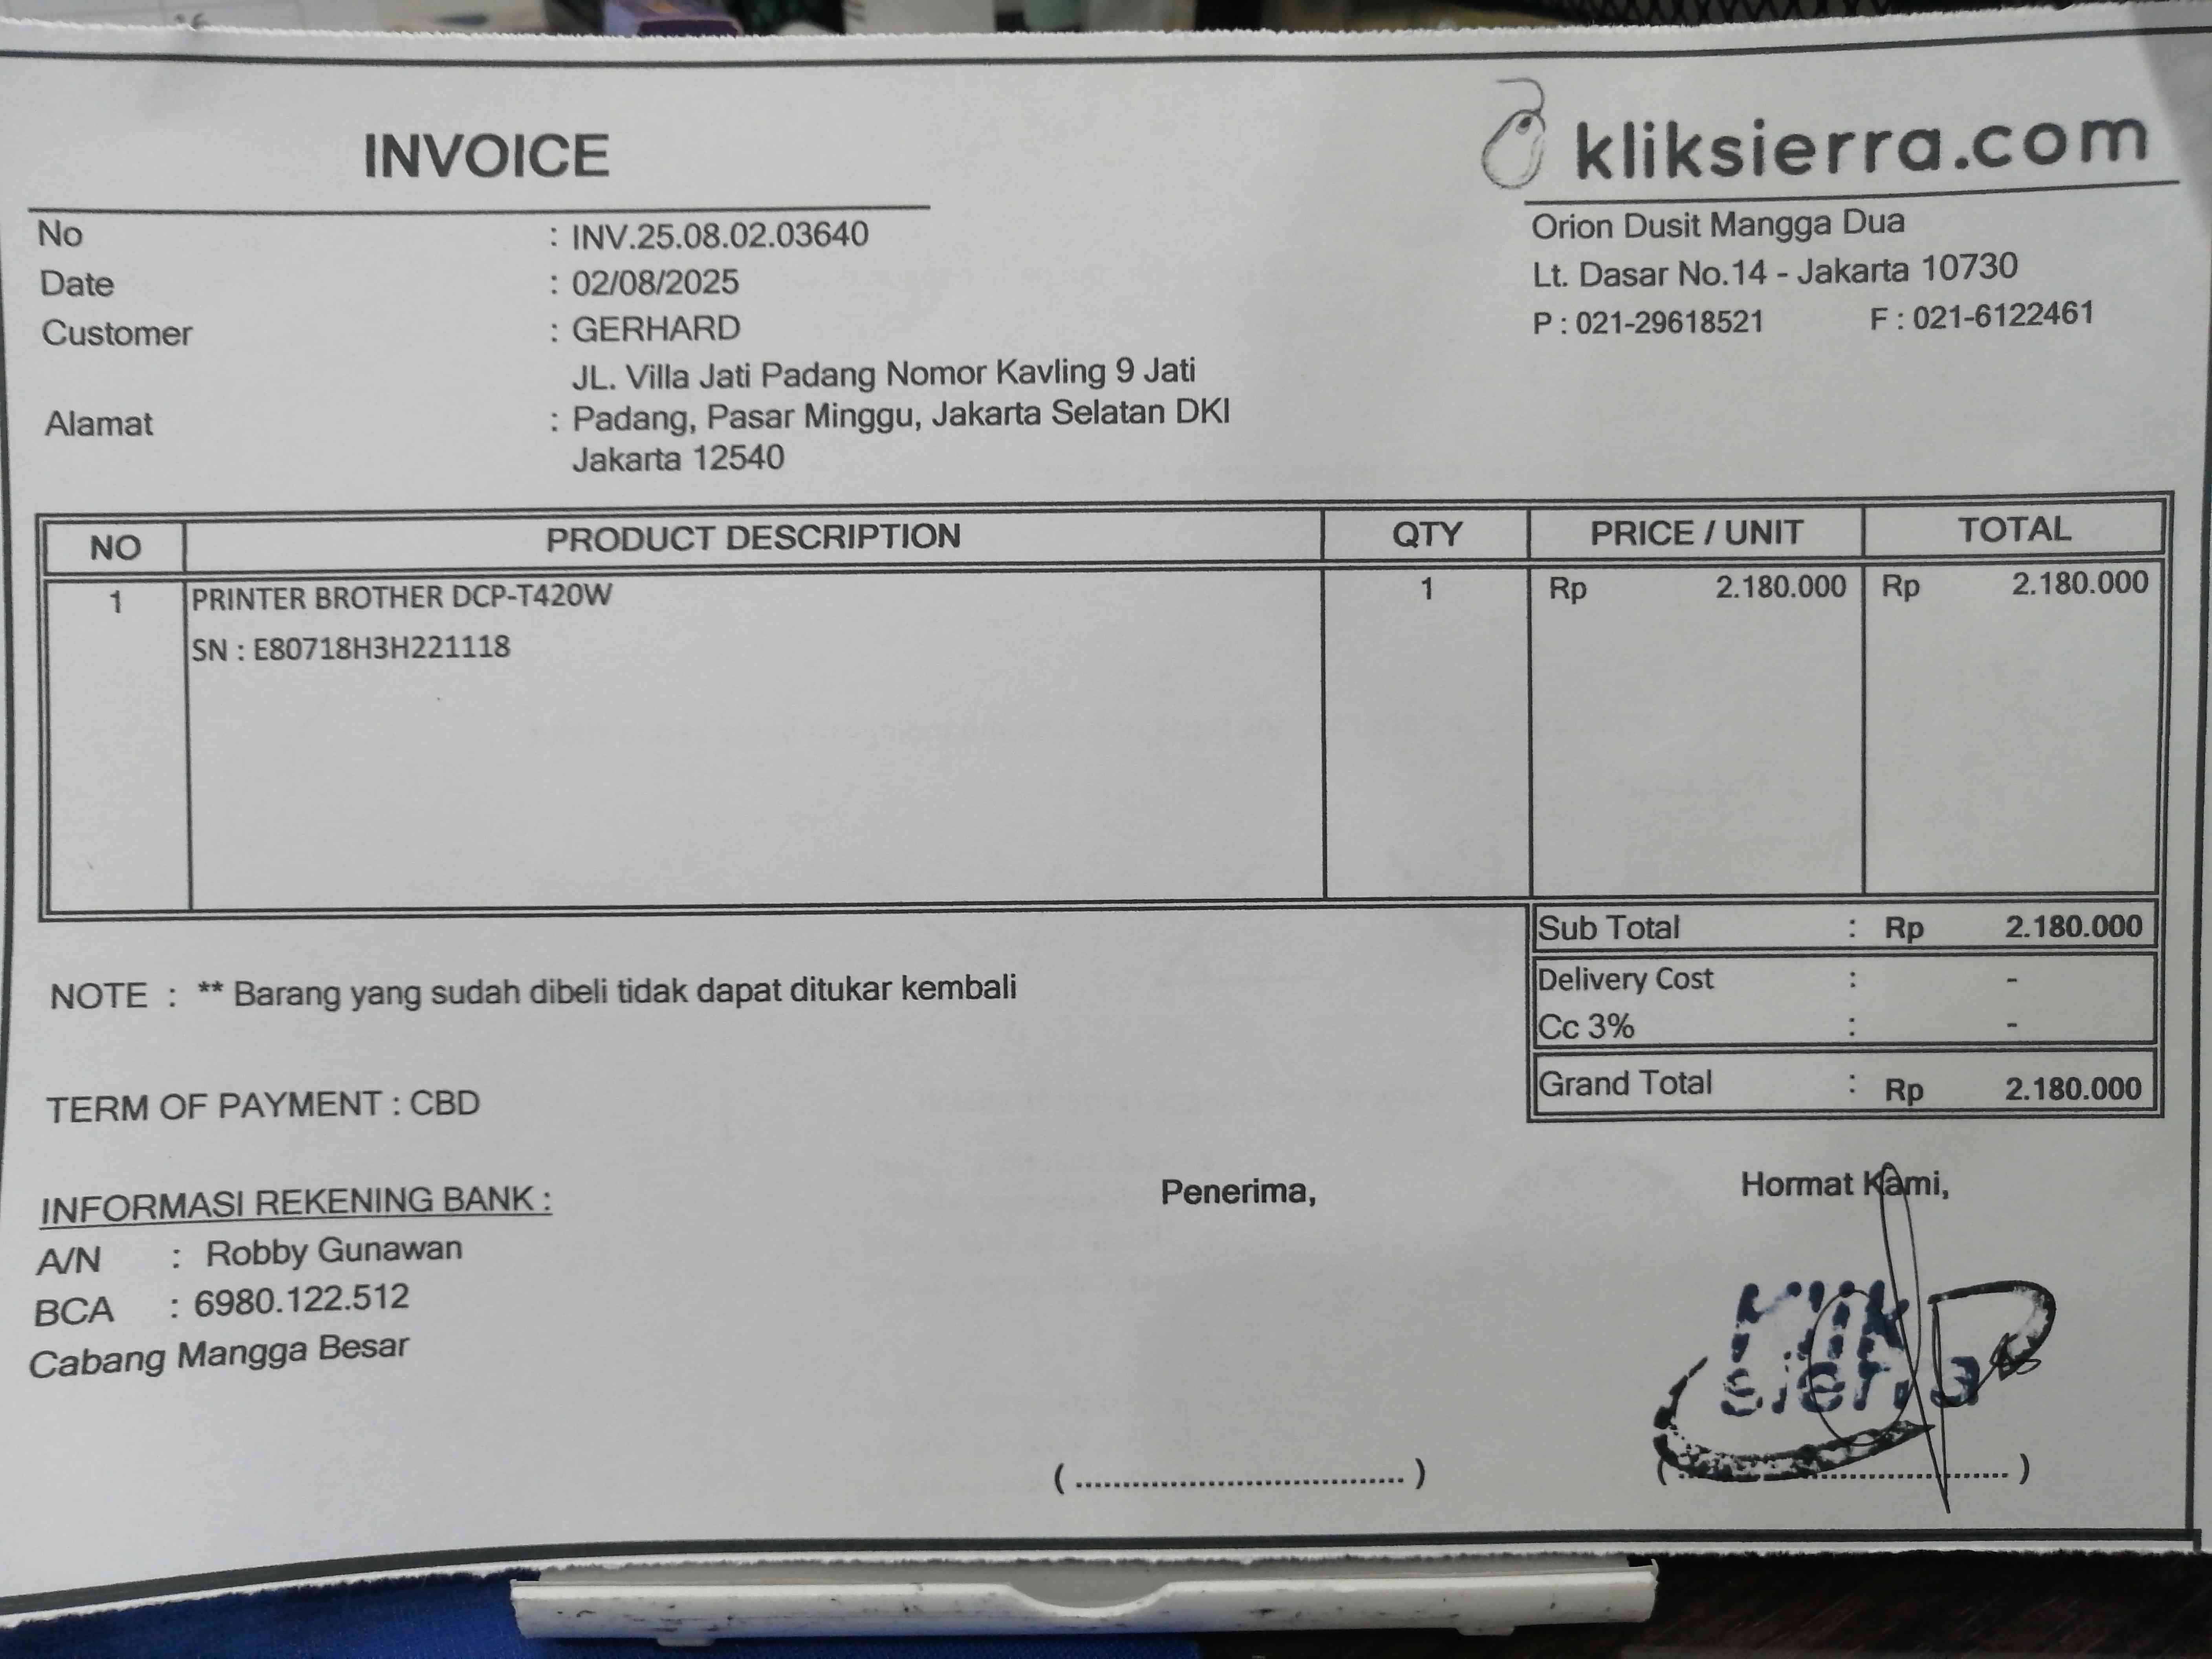 INVOICE
kliksierra.com
Orion Dusit Mangga Dua
Lt. Dasar No.14 - Jakarta 10730
P : 021-29618521 F : 021-6122461
No : INV.25.08.02.03640
Date : 02/08/2025
Customer : GERHARD
JL. Villa Jati Padang Nomor Kavling 9 Jati
Alamat : Padang, Pasar Minggu, Jakarta Selatan DKI
Jakarta 12540
NO PRODUCT DESCRIPTION QTY PRICE / UNIT TOTAL
1 PRINTER BROTHER DCP-T420W 1 Rp 2.180.000 Rp 2.180.000
SN : E80718H3H221118
Sub Total : Rp 2.180.000
Delivery Cost : -
Cc 3% : -
Grand Total : Rp 2.180.000
NOTE : ** Barang yang sudah dibeli tidak dapat ditukar kembali
TERM OF PAYMENT : CBD
INFORMASI REKENING BANK :
A/N : Robby Gunawan
BCA : 6980.122.512
Cabang Mangga Besar
Penerima,
( .................................. )
Hormat Kami,
Klik
sierra
( .................................. )